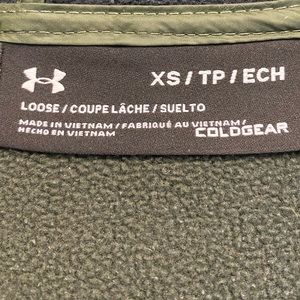 XS / TP / ECH
LOOSE / COUPE LÂCHE / SUELTO
MADE IN VIETNAM / FABRIQUÉ AU VIETNAM /
HECHO EN VIETNAM
COLDGEAR